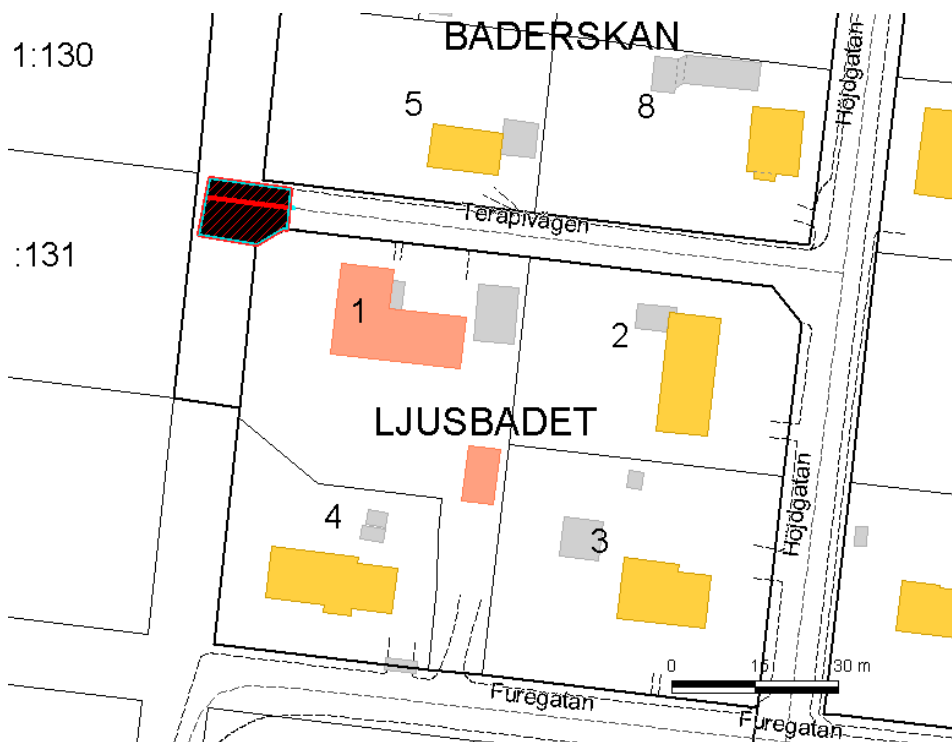 BADERSKAN
1:130
Höjdgatan
5
8
Terapivägen
:131
1
2
LJUSBADET
Höjdgatan
4
3
0 15 30 m
Furegatan
Furegatan